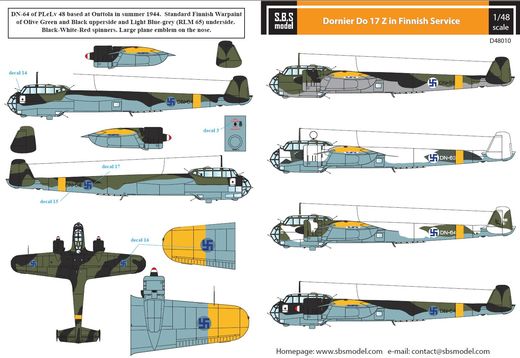 DN-64 of PLeLv 48 based at Onttola in summer 1944. Standard Finnish Warpaint
of Olive Green and Black upperside and Light Blue-grey (RLM 65) underside.
Black-White-Red spinners. Large plane emblem on the nose.
decal 14
decal 3
decal 17
DN-64
decal 15
decal 14
S.B.S
model
Dornier Do 17 Z in Finnish Service
1/48
scale
D48010
DN-63
DN-64
Homepage: www.sbsmodel.com e-mail: contact@sbsmodel.com